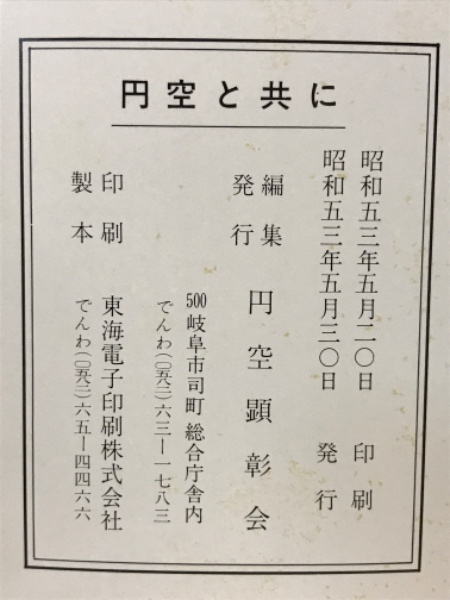 円空と共に
昭和五三年五月二〇日 印刷
昭和五三年五月三〇日 発行
編集
発行
円空顕彰会
500 岐阜市司町 総合庁舎内
でんわ(〇五八二)六三ー一七八三
印刷
製本
東海電子印刷株式会社
でんわ(〇五八二)六五ー四四六六